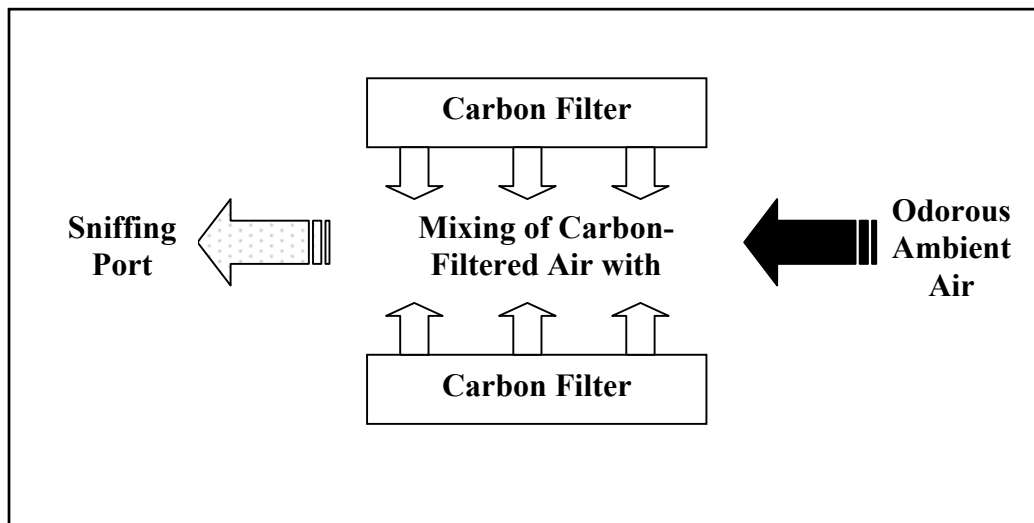 Carbon Filter
Sniffing
Port
Mixing of Carbon-
Filtered Air with
Odorous
Ambient
Air
Carbon Filter